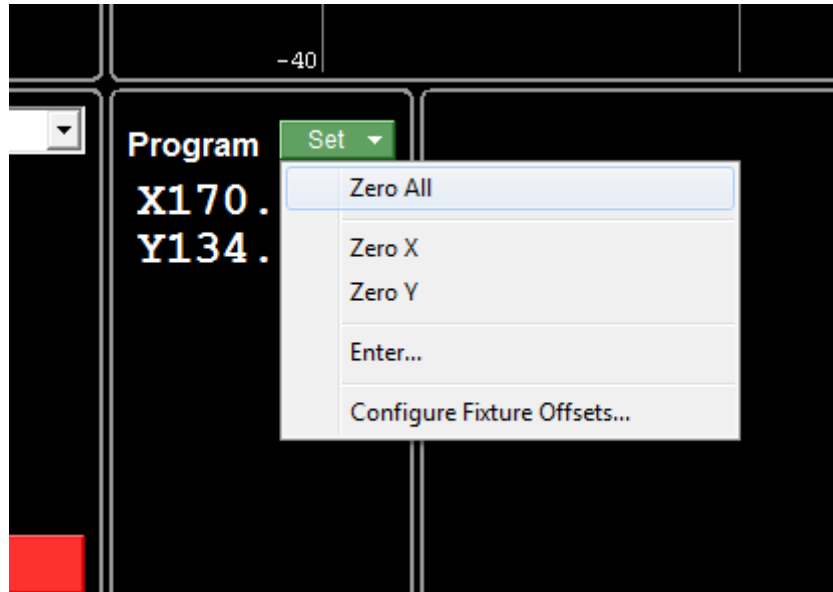 -40
Program Set
X170.
Y134.
Zero All
Zero X
Zero Y
Enter...
Configure Fixture Offsets...